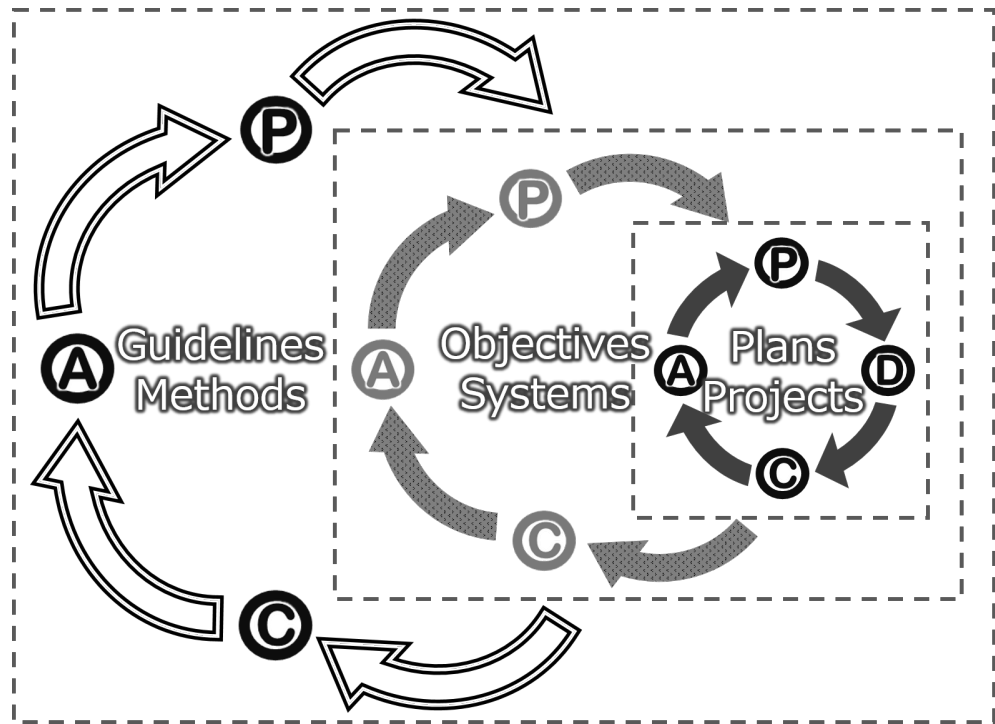 P
A
Guidelines
Methods
C
P
A
Objectives
Systems
C
P
A
Plans
Projects
D
C